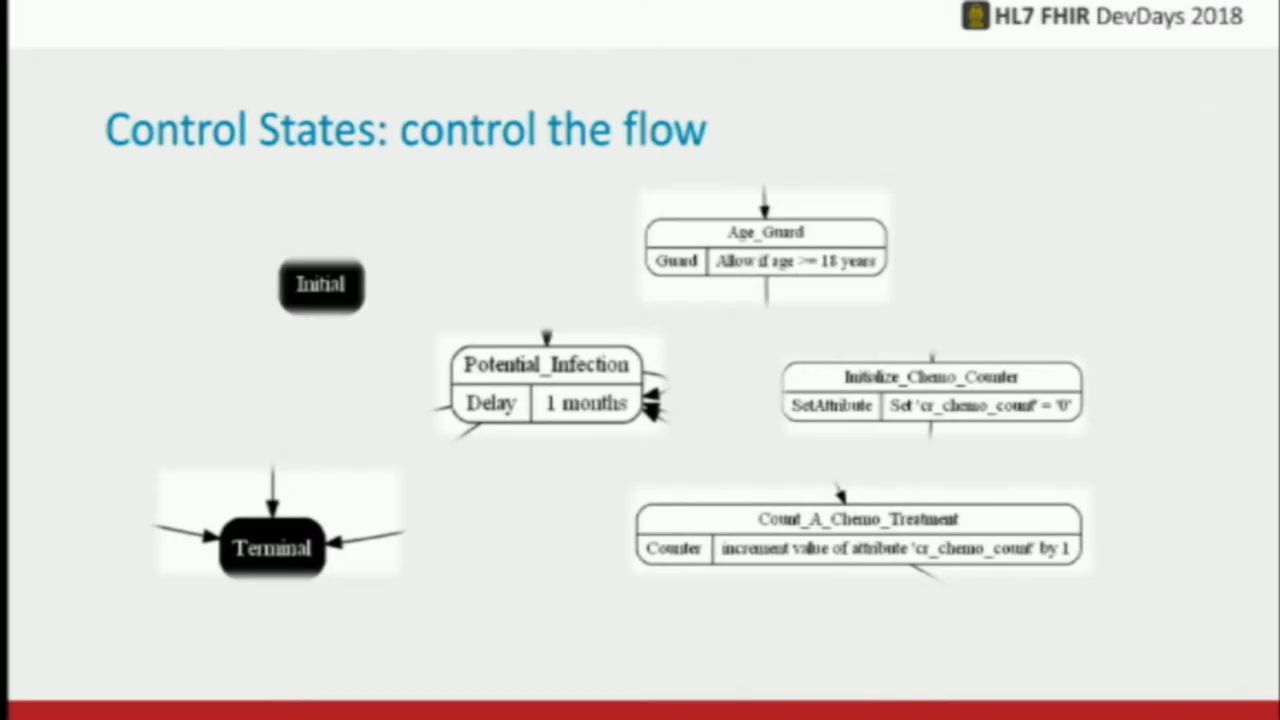 HL7 FHIR DevDays 2018
Control States: control the flow
Age_Guard
Guard Allow if age >= 18 years
Initial
Potential_Infection
Delay 1 months
Initialize_Chemo_Counter
SetAttribute Set 'cr_chemo_count' = '0'
Count_A_Chemo_Treatment
Counter increment value of attribute 'cr_chemo_count' by 1
Terminal